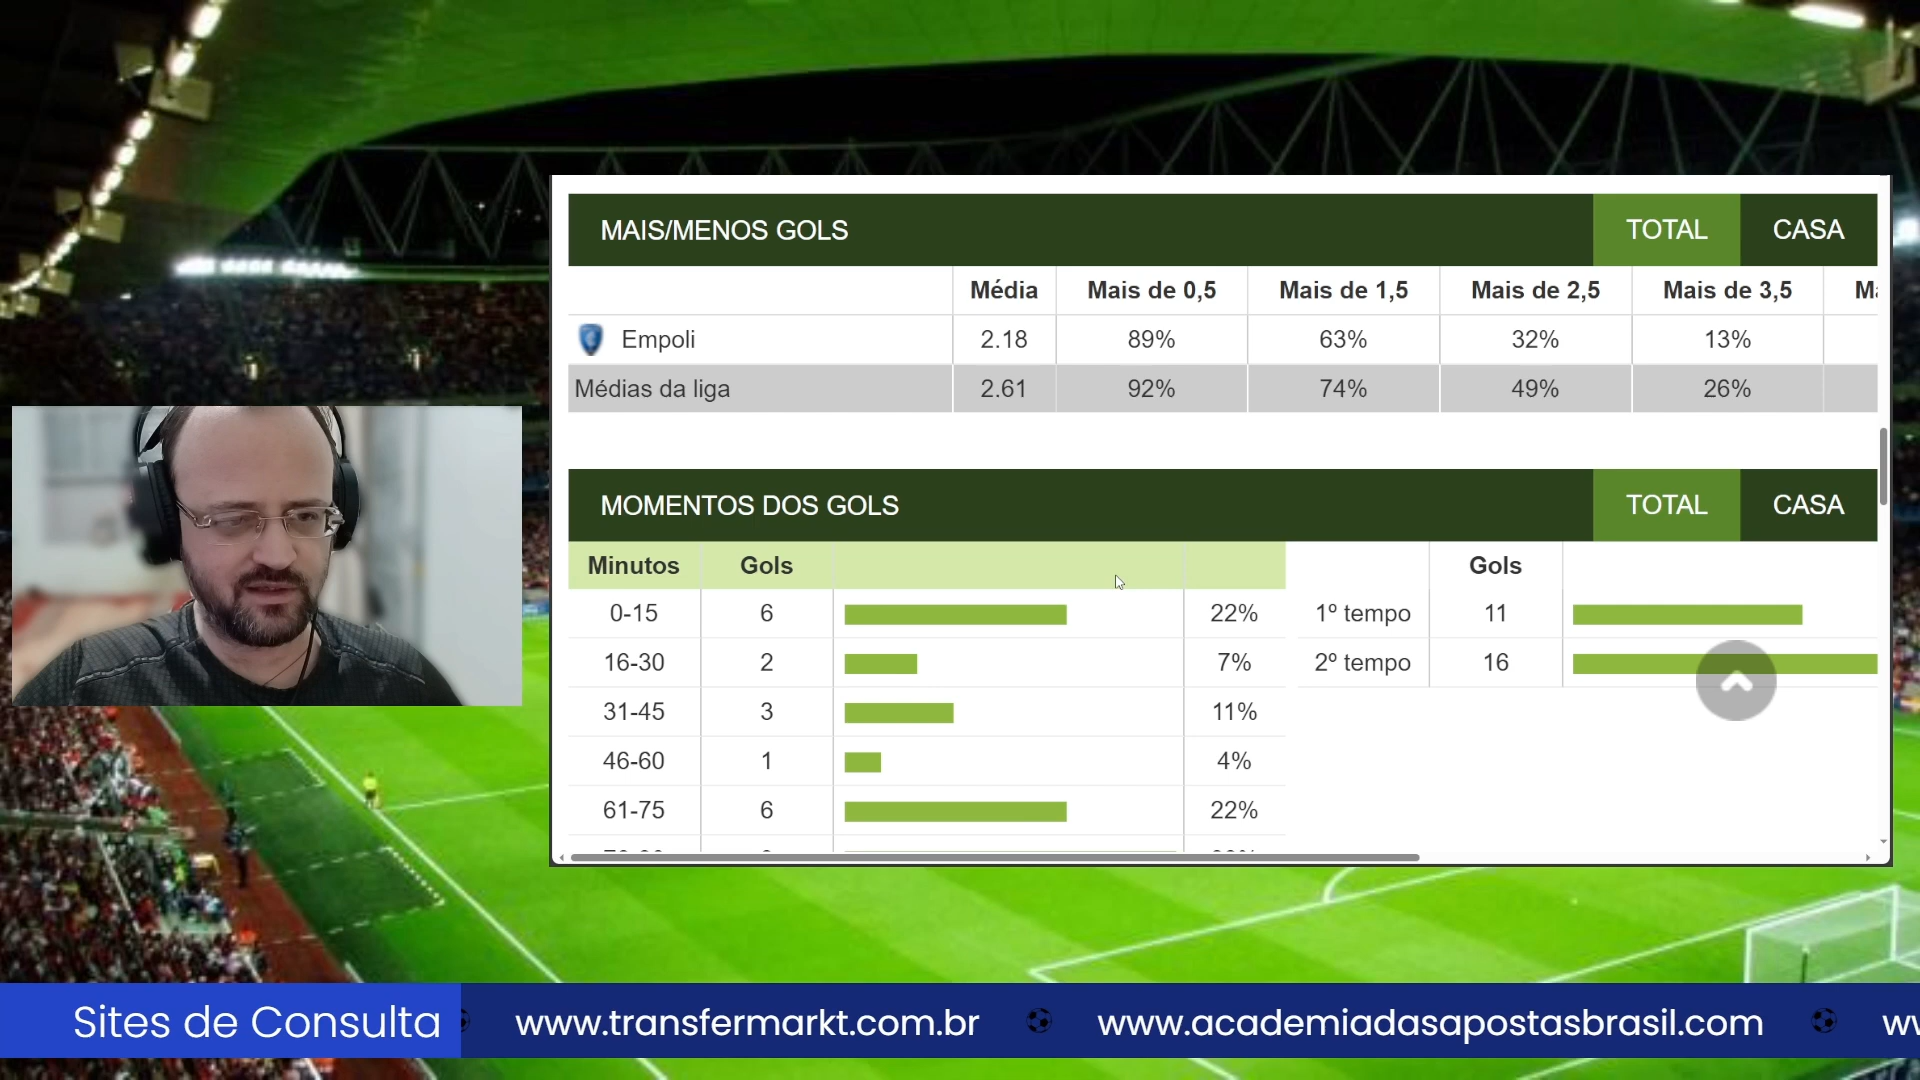 MAIS/MENOS GOLS TOTAL CASA
Média Mais de 0,5 Mais de 1,5 Mais de 2,5 Mais de 3,5
Empoli 2.18 89% 63% 32% 13%
Médias da liga 2.61 92% 74% 49% 26%
MOMENTOS DOS GOLS TOTAL CASA
Minutos Gols Gols
0-15 6 22% 1º tempo 11
16-30 2 7% 2º tempo 16
31-45 3 11%
46-60 1 4%
61-75 6 22%
Sites de Consulta www.transfermarkt.com.br www.academiadasapostasbrasil.com